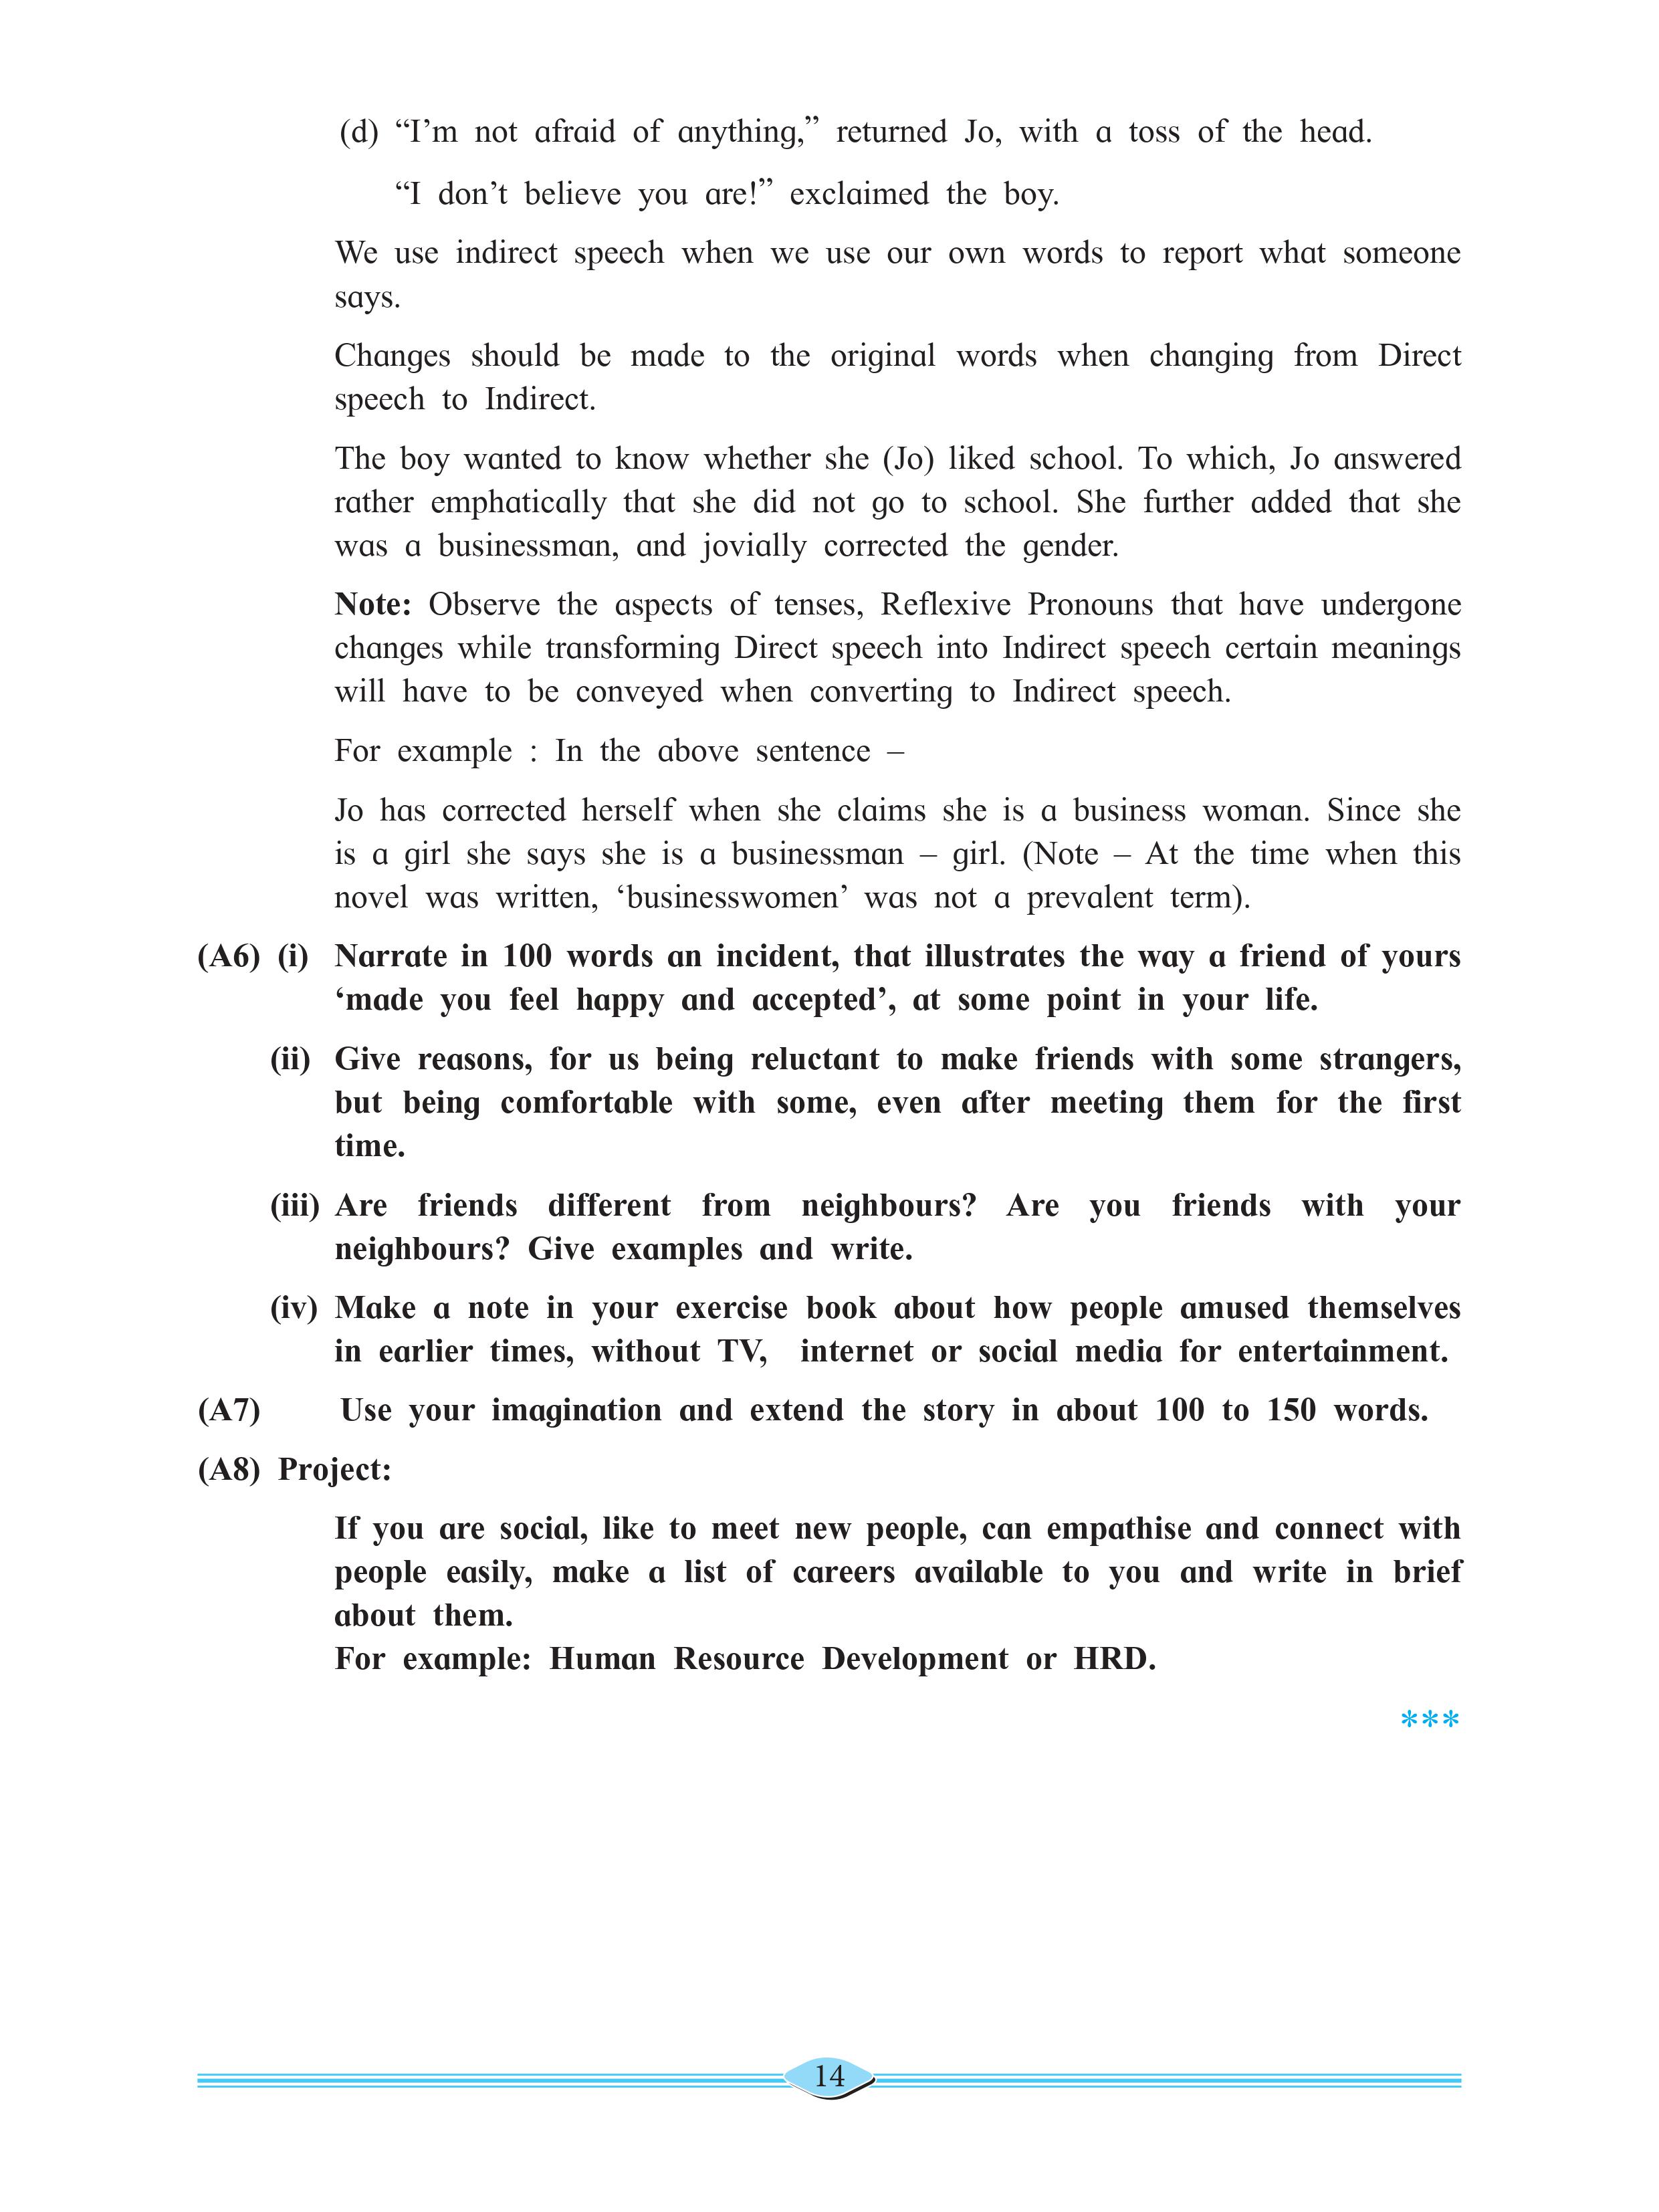 (d) “I’m not afraid of anything,” returned Jo, with a toss of the head.
“I don’t believe you are!” exclaimed the boy.
We use indirect speech when we use our own words to report what someone
says.
Changes should be made to the original words when changing from Direct
speech to Indirect.
The boy wanted to know whether she (Jo) liked school. To which, Jo answered
rather emphatically that she did not go to school. She further added that she
was a businessman, and jovially corrected the gender.
Note: Observe the aspects of tenses, Reflexive Pronouns that have undergone
changes while transforming Direct speech into Indirect speech certain meanings
will have to be conveyed when converting to Indirect speech.
For example : In the above sentence –
Jo has corrected herself when she claims she is a business woman. Since she
is a girl she says she is a businessman – girl. (Note – At the time when this
novel was written, ‘businesswomen’ was not a prevalent term).
(A6) (i) Narrate in 100 words an incident, that illustrates the way a friend of yours
‘made you feel happy and accepted’, at some point in your life.
(ii) Give reasons, for us being reluctant to make friends with some strangers,
but being comfortable with some, even after meeting them for the first
time.
(iii) Are friends different from neighbours? Are you friends with your
neighbours? Give examples and write.
(iv) Make a note in your exercise book about how people amused themselves
in earlier times, without TV, internet or social media for entertainment.
(A7) Use your imagination and extend the story in about 100 to 150 words.
(A8) Project:
If you are social, like to meet new people, can empathise and connect with
people easily, make a list of careers available to you and write in brief
about them.
For example: Human Resource Development or HRD.
***
14